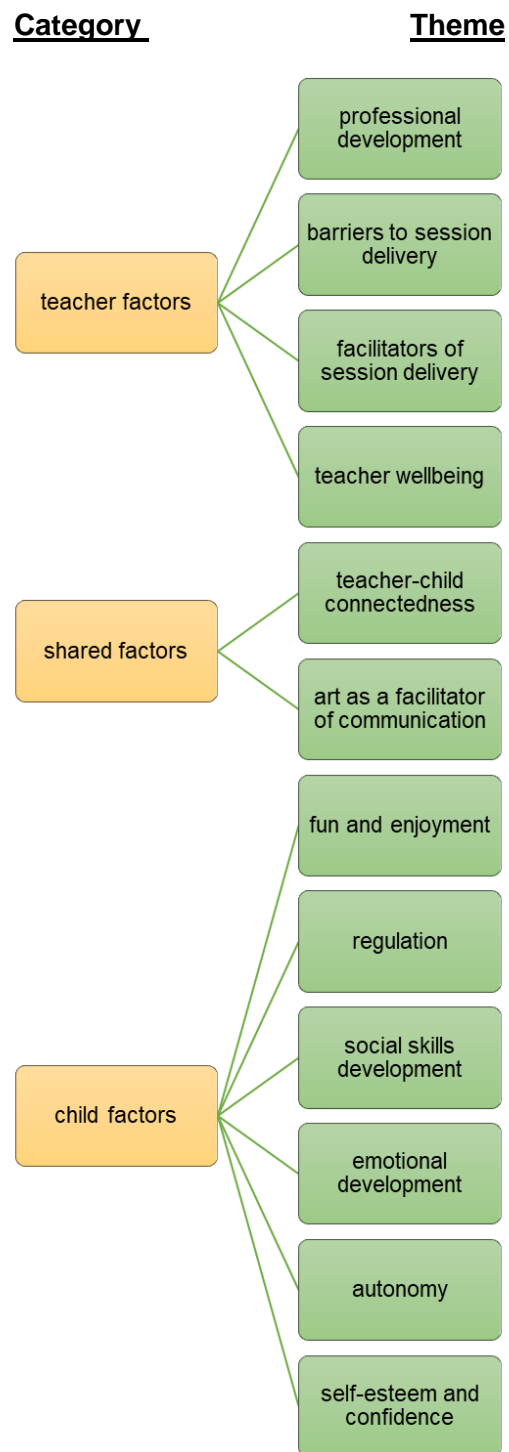 Category Theme
professional
development
barriers to session
delivery
teacher factors
facilitators of
session delivery
teacher wellbeing
teacher-child
connectedness
shared factors
art as a facilitator
of communication
fun and enjoyment
regulation
social skills
development
child factors
emotional
development
autonomy
self-esteem and
confidence